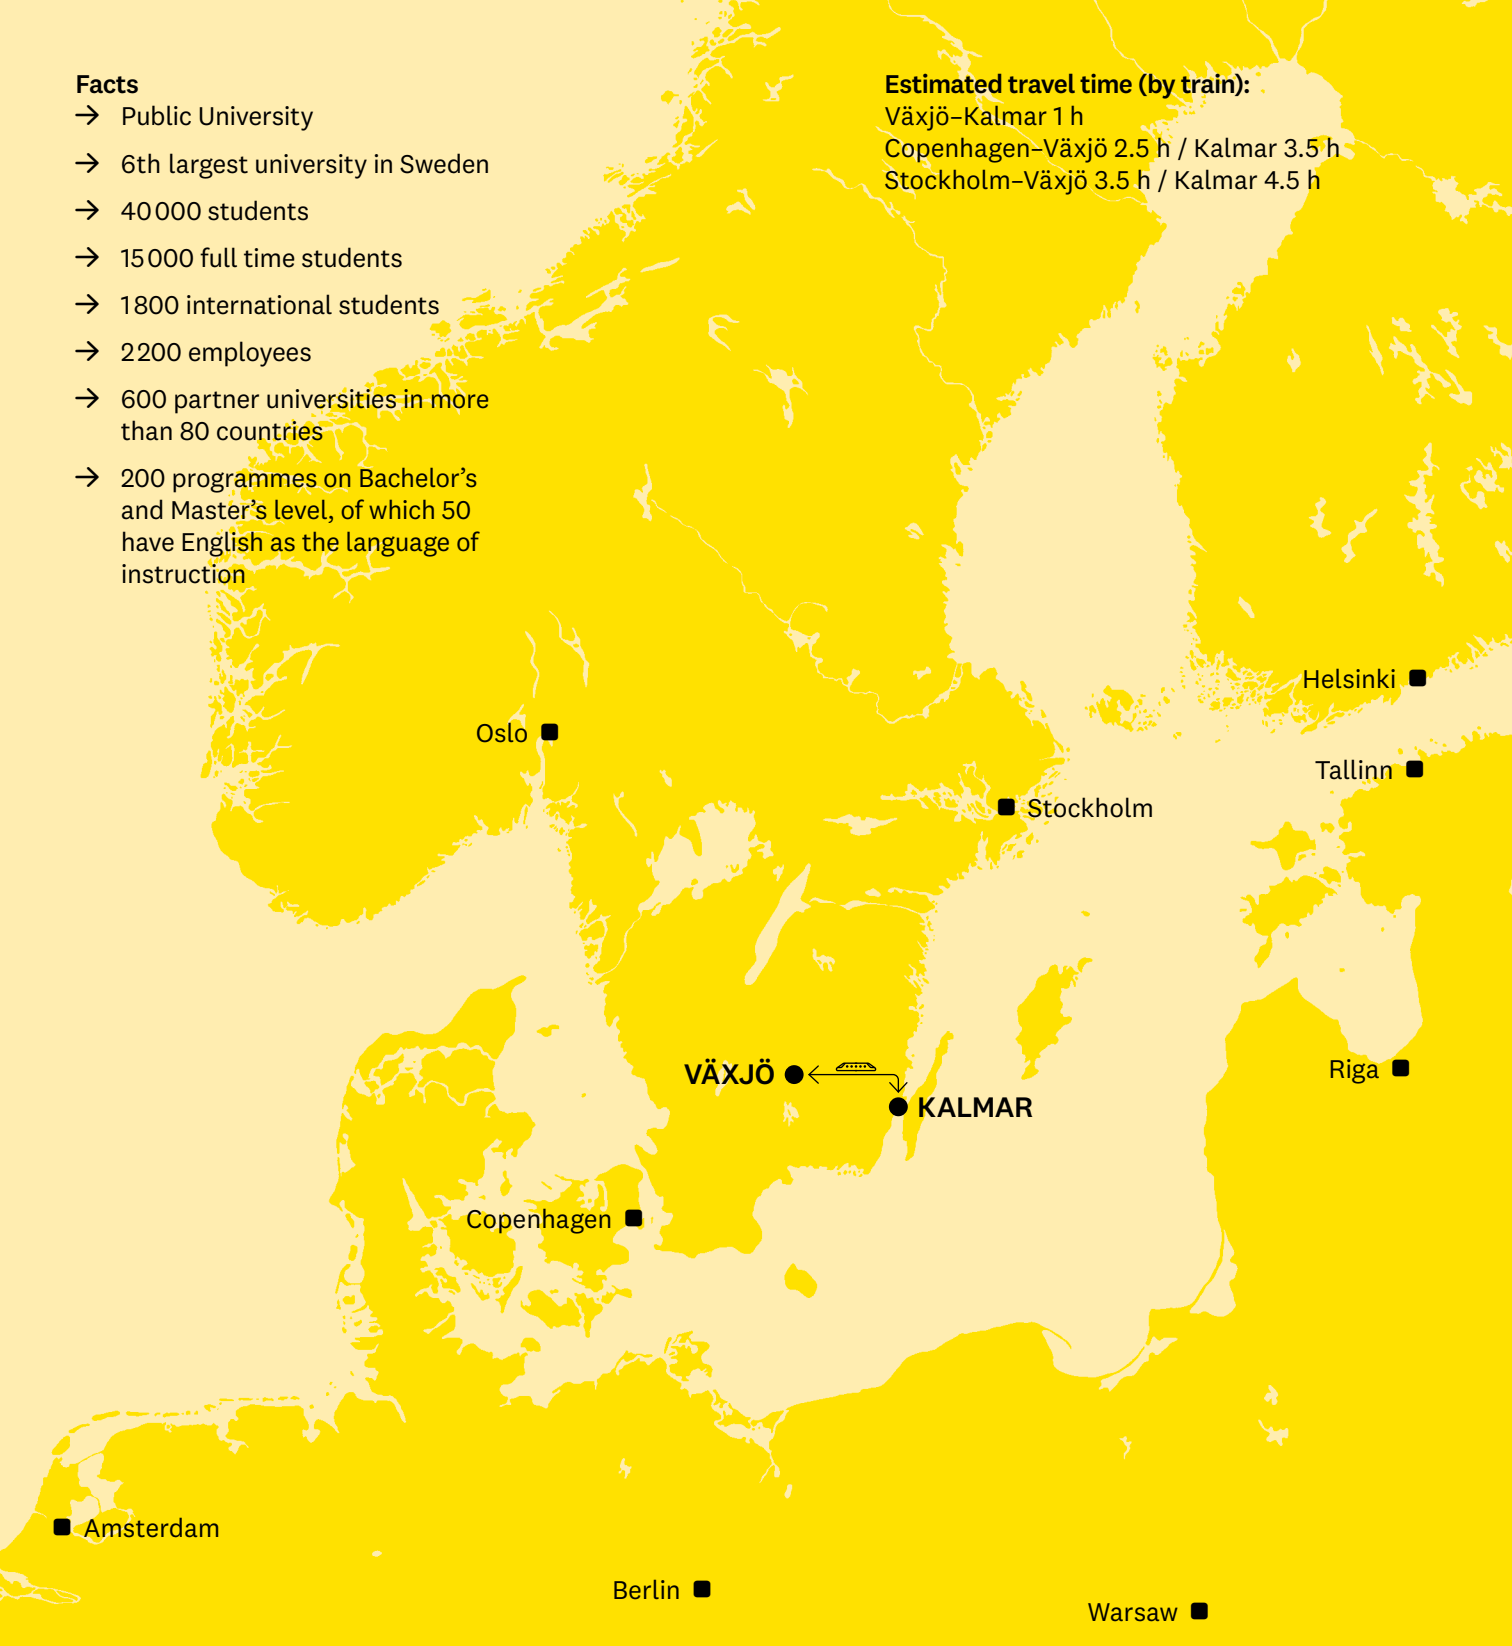 Facts
→ Public University
→ 6th largest university in Sweden
→ 40 000 students
→ 15 000 full time students
→ 1 800 international students
→ 2 200 employees
→ 600 partner universities in more
than 80 countries
→ 200 programmes on Bachelor’s
and Master’s level, of which 50
have English as the language of
instruction
Estimated travel time (by train):
Växjö–Kalmar 1 h
Copenhagen–Växjö 2.5 h / Kalmar 3.5 h
Stockholm–Växjö 3.5 h / Kalmar 4.5 h
Helsinki
Oslo
Tallinn
Stockholm
Riga
VÄXJÖ
KALMAR
Copenhagen
Amsterdam
Berlin
Warsaw